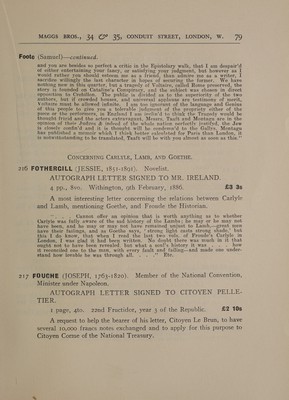 MAGGS BROS., 34 & 35, CONDUIT STREET, LONDON, W. 79
Foote (Samuel)—continued.
and you are besides so perfect a critic in the Epistolary walk, that I am despair'd
of either entertaining your fancy, or satisfying your judgment, but however as I
would rather you should esteem me as a friend, than admire me as a writer, I
sacrifice willingly the last character in hopes of securing the former. We have
nothing new in this quarter, but a tragedy of Voltaire, called Rome preserved, the
story is founded on Cataline's Conspiracy, and the subject was chosen in direct
opposition to Crebillon. The public is divided as to the superiority of the two
authors, but if crowded houses, and universal applause are testimony of merit,
Voltaire must be allowed infinite. I am too ignorant of the language and Genius
of this people to give you a tolerable judgement of the propriety either of the
piece or the performers, in England I am inclin'd to think the Tragedy would be
thought frivol and the actors extravagant. Messrs, Taaft and Montagu are in the
opinion of their Bailley & indeed of the whole nation perfectly ruin'd, the Jew
is closely confin'd and it is thought will be condemn'd to the Gallis. Montagu
has published a memoir which I think better calculated for Paris than London, it
is notwithstanding to be translated, Taaft will be with you almost as soon as this."
CONCERNING CARLYLE, LAMB, AND GOETHE.
216 FOTHERGILL (JESSIE, 1851-1891). Novelist.
AUTOGRAPH LETTER SIGNED TO MR. IRELAND.
4 pp., 8vo. Withington, 9th February, 1886. £3 3s
A most interesting letter concerning the relations between Carlyle
and Lamb, mentioning Goethe, and Froude the Historian.
". . . Cannot offer an opinion that is worth anything as to whether
Carlyle was fully aware of the sad history of the Lambs; he may or he may not
have been, and he may or may not have remained unjust to Lamb,—great men
have their failings, and as Goethe says, 'strong light casts strong shade,' but
this I do know, that when I read the last two vols. of Froude's Carlyle in
London, I was glad it had been written. No doubt there was much in it that
ought not to have been revealed but what a soul's history it was . . . how
it reconciled one to the man, with every fault and failing—and made one under-
stand how lovable he was through all. . . ." Etc.
217 FOUCHE (JOSEPH, 1763-1820). Member of the National Convention,
Minister under Napoleon.
AUTOGRAPH LETTER SIGNED TO CITOYEN PELLE-
TIER.
1 page, 4to. 22nd Fructidor, year 3 of the Republic. £2 10s
A request to help the bearer of his letter, Citoyen Le Brun, to have
several 10,000 francs notes exchanged and to apply for this purpose to
Citoyen Corme of the National Treasury.